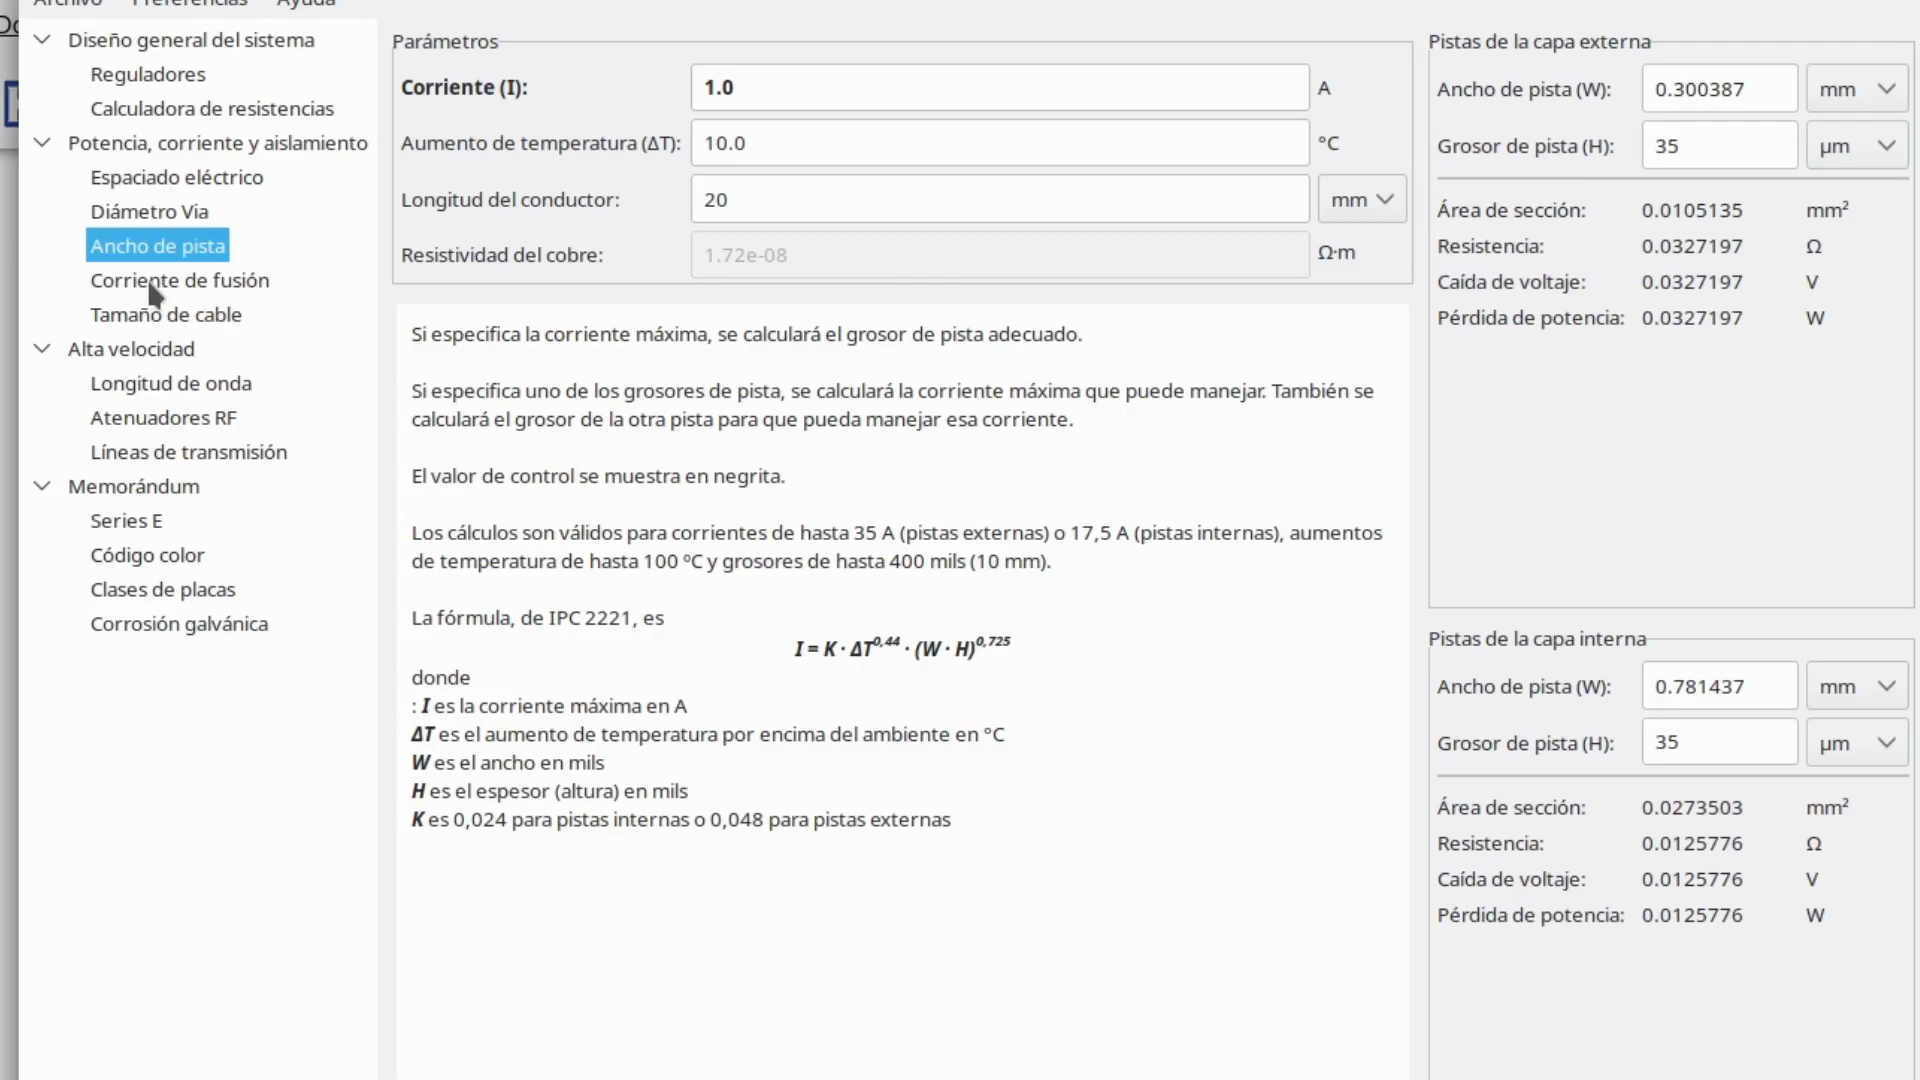 Archivo Preferencias Ayuda
Diseño general del sistema
Reguladores
Calculadora de resistencias
Potencia, corriente y aislamiento
Espaciado eléctrico
Diámetro Via
Ancho de pista
Corriente de fusión
Tamaño de cable
Alta velocidad
Longitud de onda
Atenuadores RF
Líneas de transmisión
Memorándum
Series E
Código color
Clases de placas
Corrosión galvánica
Parámetros
Corriente (I): 1.0 A
Aumento de temperatura (ΔT): 10.0 °C
Longitud del conductor: 20 mm
Resistividad del cobre: 1.72e-08 Ω·m
Si especifica la corriente máxima, se calculará el grosor de pista adecuado.
Si especifica uno de los grosores de pista, se calculará la corriente máxima que puede manejar. También se
calculará el grosor de la otra pista para que pueda manejar esa corriente.
El valor de control se muestra en negrita.
Los cálculos son válidos para corrientes de hasta 35 A (pistas externas) o 17,5 A (pistas internas), aumentos
de temperatura de hasta 100 ºC y grosores de hasta 400 mils (10 mm).
La fórmula, de IPC 2221, es
I = K · ΔT^0,44 · (W · H)^0,725
donde
: I es la corriente máxima en A
ΔT es el aumento de temperatura por encima del ambiente en °C
W es el ancho en mils
H es el espesor (altura) en mils
K es 0,024 para pistas internas o 0,048 para pistas externas
Pistas de la capa externa
Ancho de pista (W): 0.300387 mm
Grosor de pista (H): 35 µm
Área de sección: 0.0105135 mm²
Resistencia: 0.0327197 Ω
Caída de voltaje: 0.0327197 V
Pérdida de potencia: 0.0327197 W
Pistas de la capa interna
Ancho de pista (W): 0.781437 mm
Grosor de pista (H): 35 µm
Área de sección: 0.0273503 mm²
Resistencia: 0.0125776 Ω
Caída de voltaje: 0.0125776 V
Pérdida de potencia: 0.0125776 W